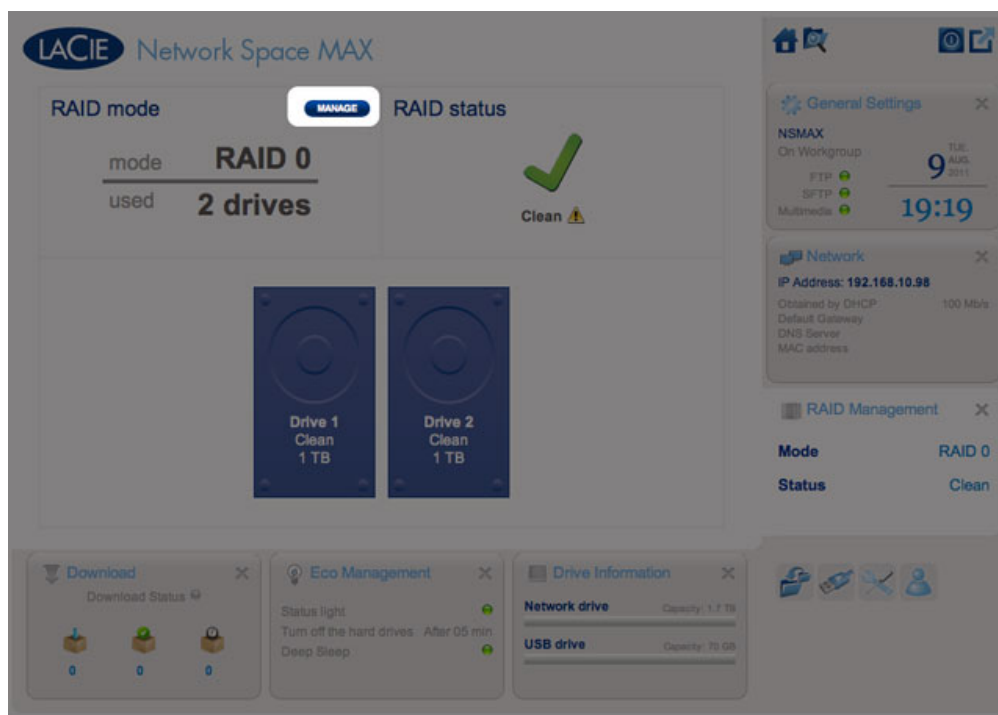 LACIE Network Space MAX
RAID mode
MANAGE
mode RAID 0
used 2 drives
RAID status
Clean
Drive 1
Clean
1 TB
Drive 2
Clean
1 TB
General Settings
NSMAX
On Workgroup
FTP
SFTP
Multimedia
9 TUE. AUG. 2011
19:19
Network
IP Address: 192.168.10.98
Obtained by DHCP 100 Mb/s
Default Gateway
DNS Server
MAC address
RAID Management
Mode RAID 0
Status Clean
Download
Download Status
0 0 0
Eco Management
Status light
Turn off the hard drives After 05 min
Deep Sleep
Drive Information
Network drive Capacity: 1.7 TB
USB drive Capacity: 70 GB